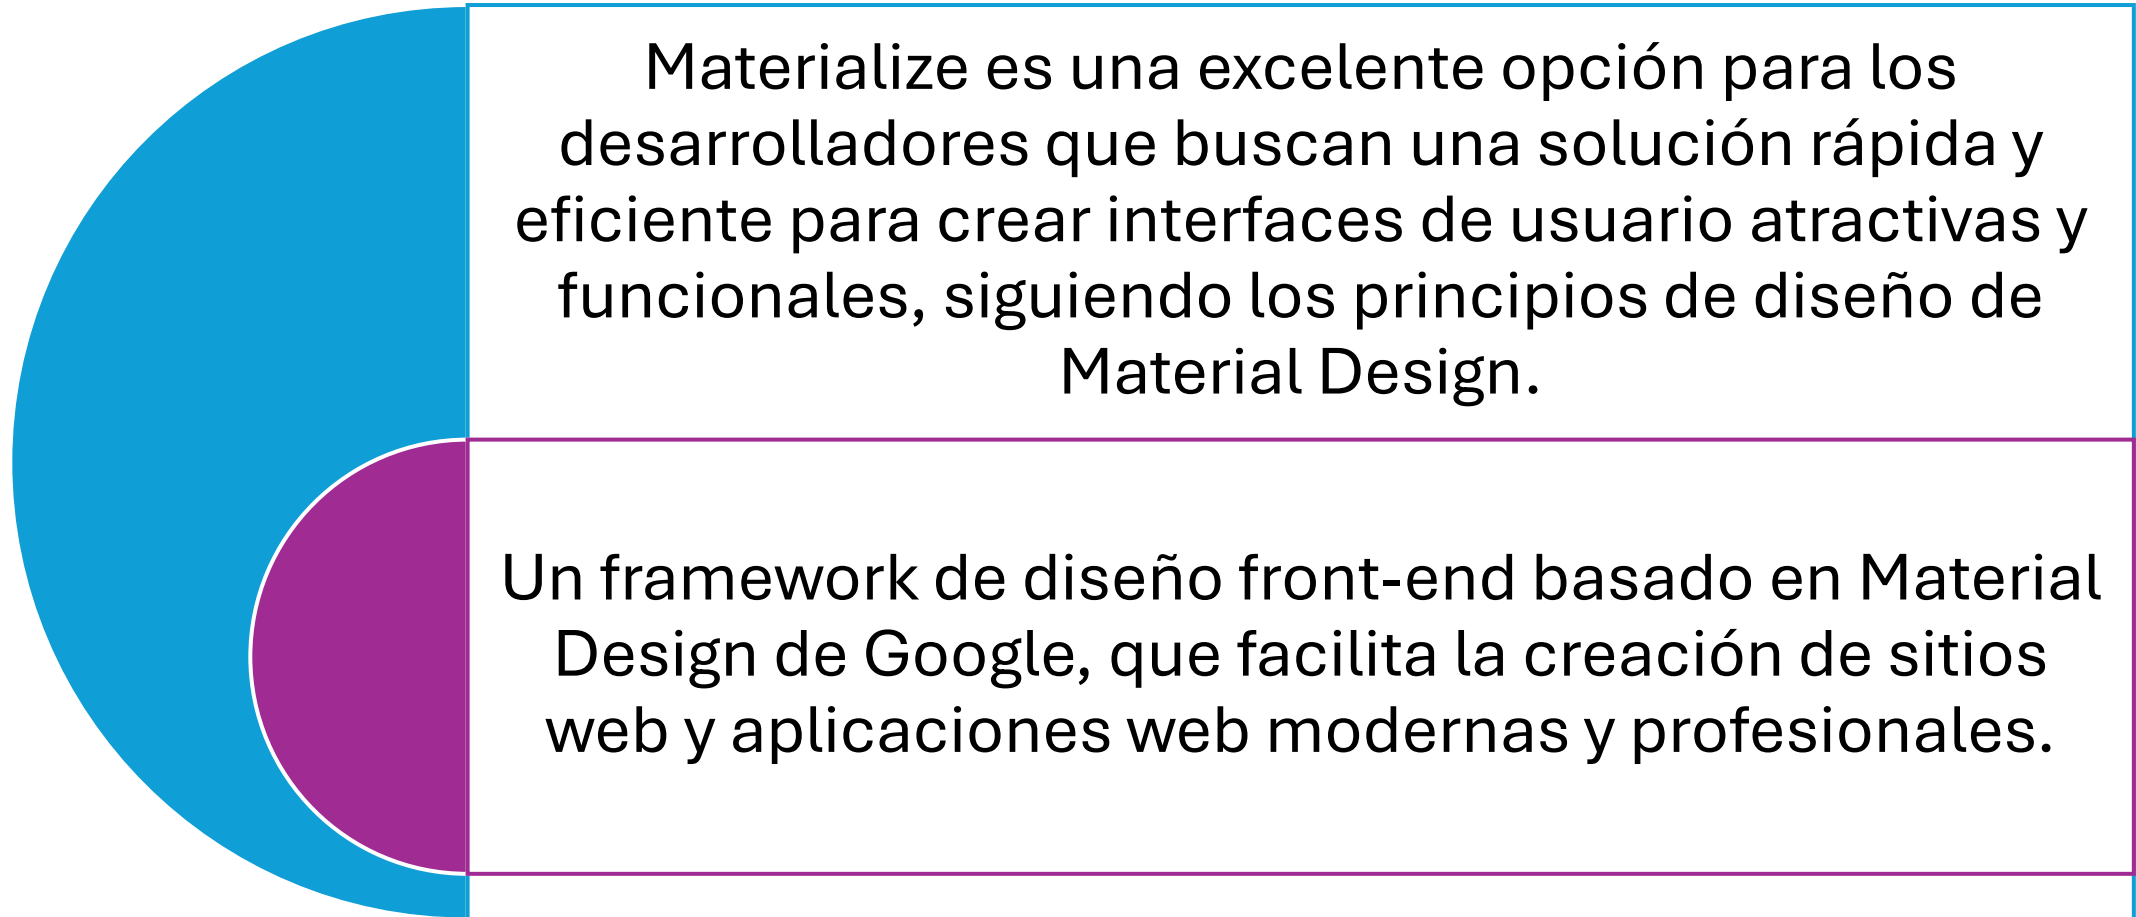 Materialize es una excelente opción para los
desarrolladores que buscan una solución rápida y
eficiente para crear interfaces de usuario atractivas y
funcionales, siguiendo los principios de diseño de
Material Design.
Un framework de diseño front-end basado en Material
Design de Google, que facilita la creación de sitios
web y aplicaciones web modernas y profesionales.